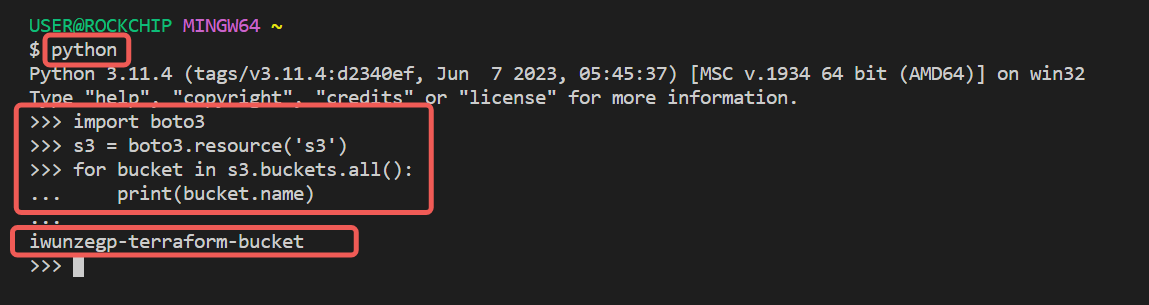 USER@ROCKCHIP MINGW64 ~
$ python
Python 3.11.4 (tags/v3.11.4:d2340ef, Jun  7 2023, 05:45:37) [MSC v.1934 64 bit (AMD64)] on win32
Type "help", "copyright", "credits" or "license" for more information.
>>> import boto3
>>> s3 = boto3.resource('s3')
>>> for bucket in s3.buckets.all():
...     print(bucket.name)
...
iwunzegp-terraform-bucket
>>>